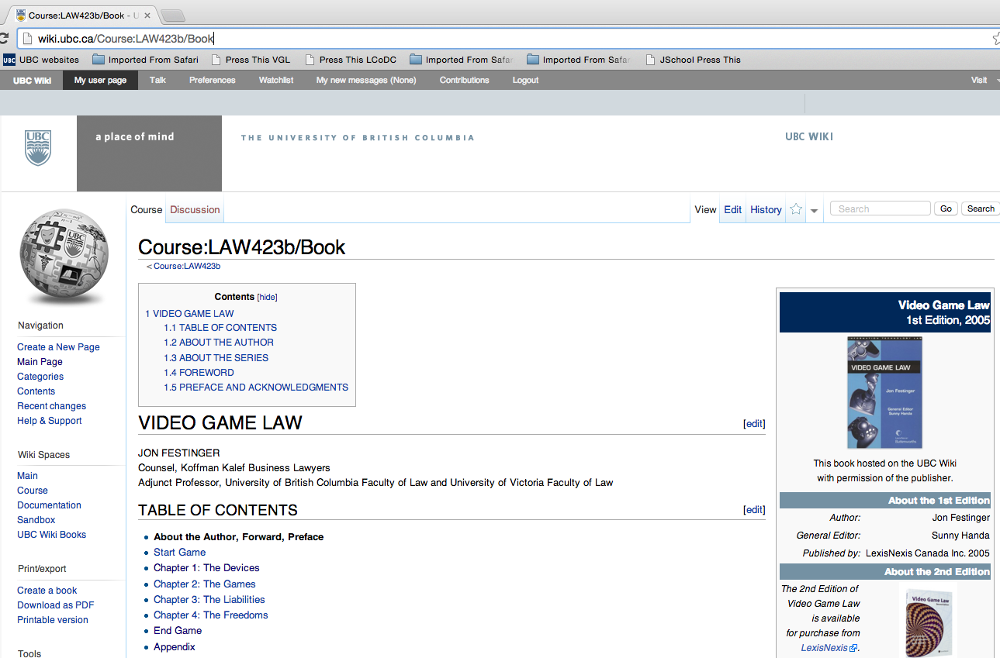 Course:LAW423b/Book - U
wiki.ubc.ca/Course:LAW423b/Book
UBC UBC websites Imported From Safari Press This VGL Press This LCoDC Imported From Safar Imported From Safar JSchool Press This
UBC Wiki My user page Talk Preferences Watchlist My new messages (None) Contributions Logout Visit
UBC a place of mind THE UNIVERSITY OF BRITISH COLUMBIA UBC WIKI
Course Discussion View Edit History Search Go Search
UBC
Course:LAW423b/Book
< Course:LAW423b
Contents [hide]
1 VIDEO GAME LAW
1.1 TABLE OF CONTENTS
1.2 ABOUT THE AUTHOR
1.3 ABOUT THE SERIES
1.4 FOREWORD
1.5 PREFACE AND ACKNOWLEDGMENTS
Navigation
Create a New Page
Main Page
Categories
Contents
Recent changes
Help & Support
Wiki Spaces
Main
Course
Documentation
Sandbox
UBC Wiki Books
Print/export
Create a book
Download as PDF
Printable version
Tools
VIDEO GAME LAW [edit]
JON FESTINGER
Counsel, Koffman Kalef Business Lawyers
Adjunct Professor, University of British Columbia Faculty of Law and University of Victoria Faculty of Law
TABLE OF CONTENTS [edit]
• About the Author, Forward, Preface
• Start Game
• Chapter 1: The Devices
• Chapter 2: The Games
• Chapter 3: The Liabilities
• Chapter 4: The Freedoms
• End Game
• Appendix
Video Game Law
1st Edition, 2005
INFORMATION TECHNOLOGY LAW
VIDEO GAME LAW
Jon Festinger
General Editor
Sunny Handa
Butterworths
This book hosted on the UBC Wiki
with permission of the publisher.
About the 1st Edition
Author: Jon Festinger
General Editor: Sunny Handa
Published by: LexisNexis Canada Inc. 2005
About the 2nd Edition
The 2nd Edition of
Video Game Law
is available
for purchase from
LexisNexis.
Video Game Law